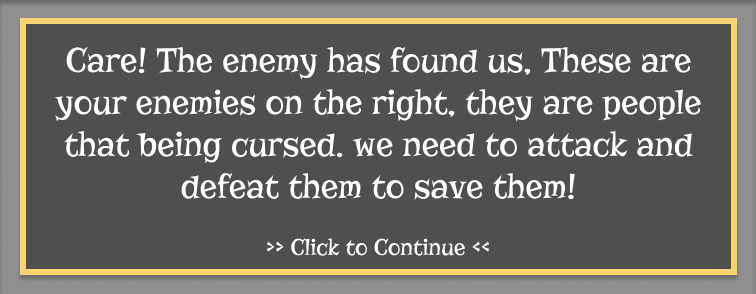 Care! The enemy has found us, These are
your enemies on the right, they are people
that being cursed. we need to attack and
defeat them to save them!
>> Click to Continue <<